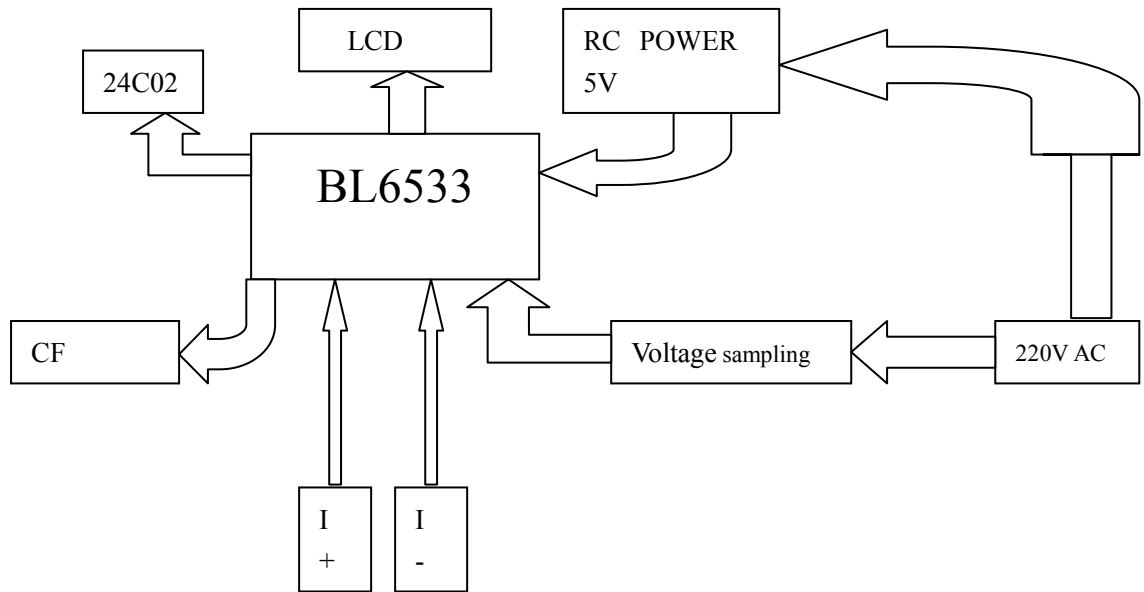 LCD
RC POWER
5V
24C02
BL6533
CF
Voltage sampling
220V AC
I
+
I
-